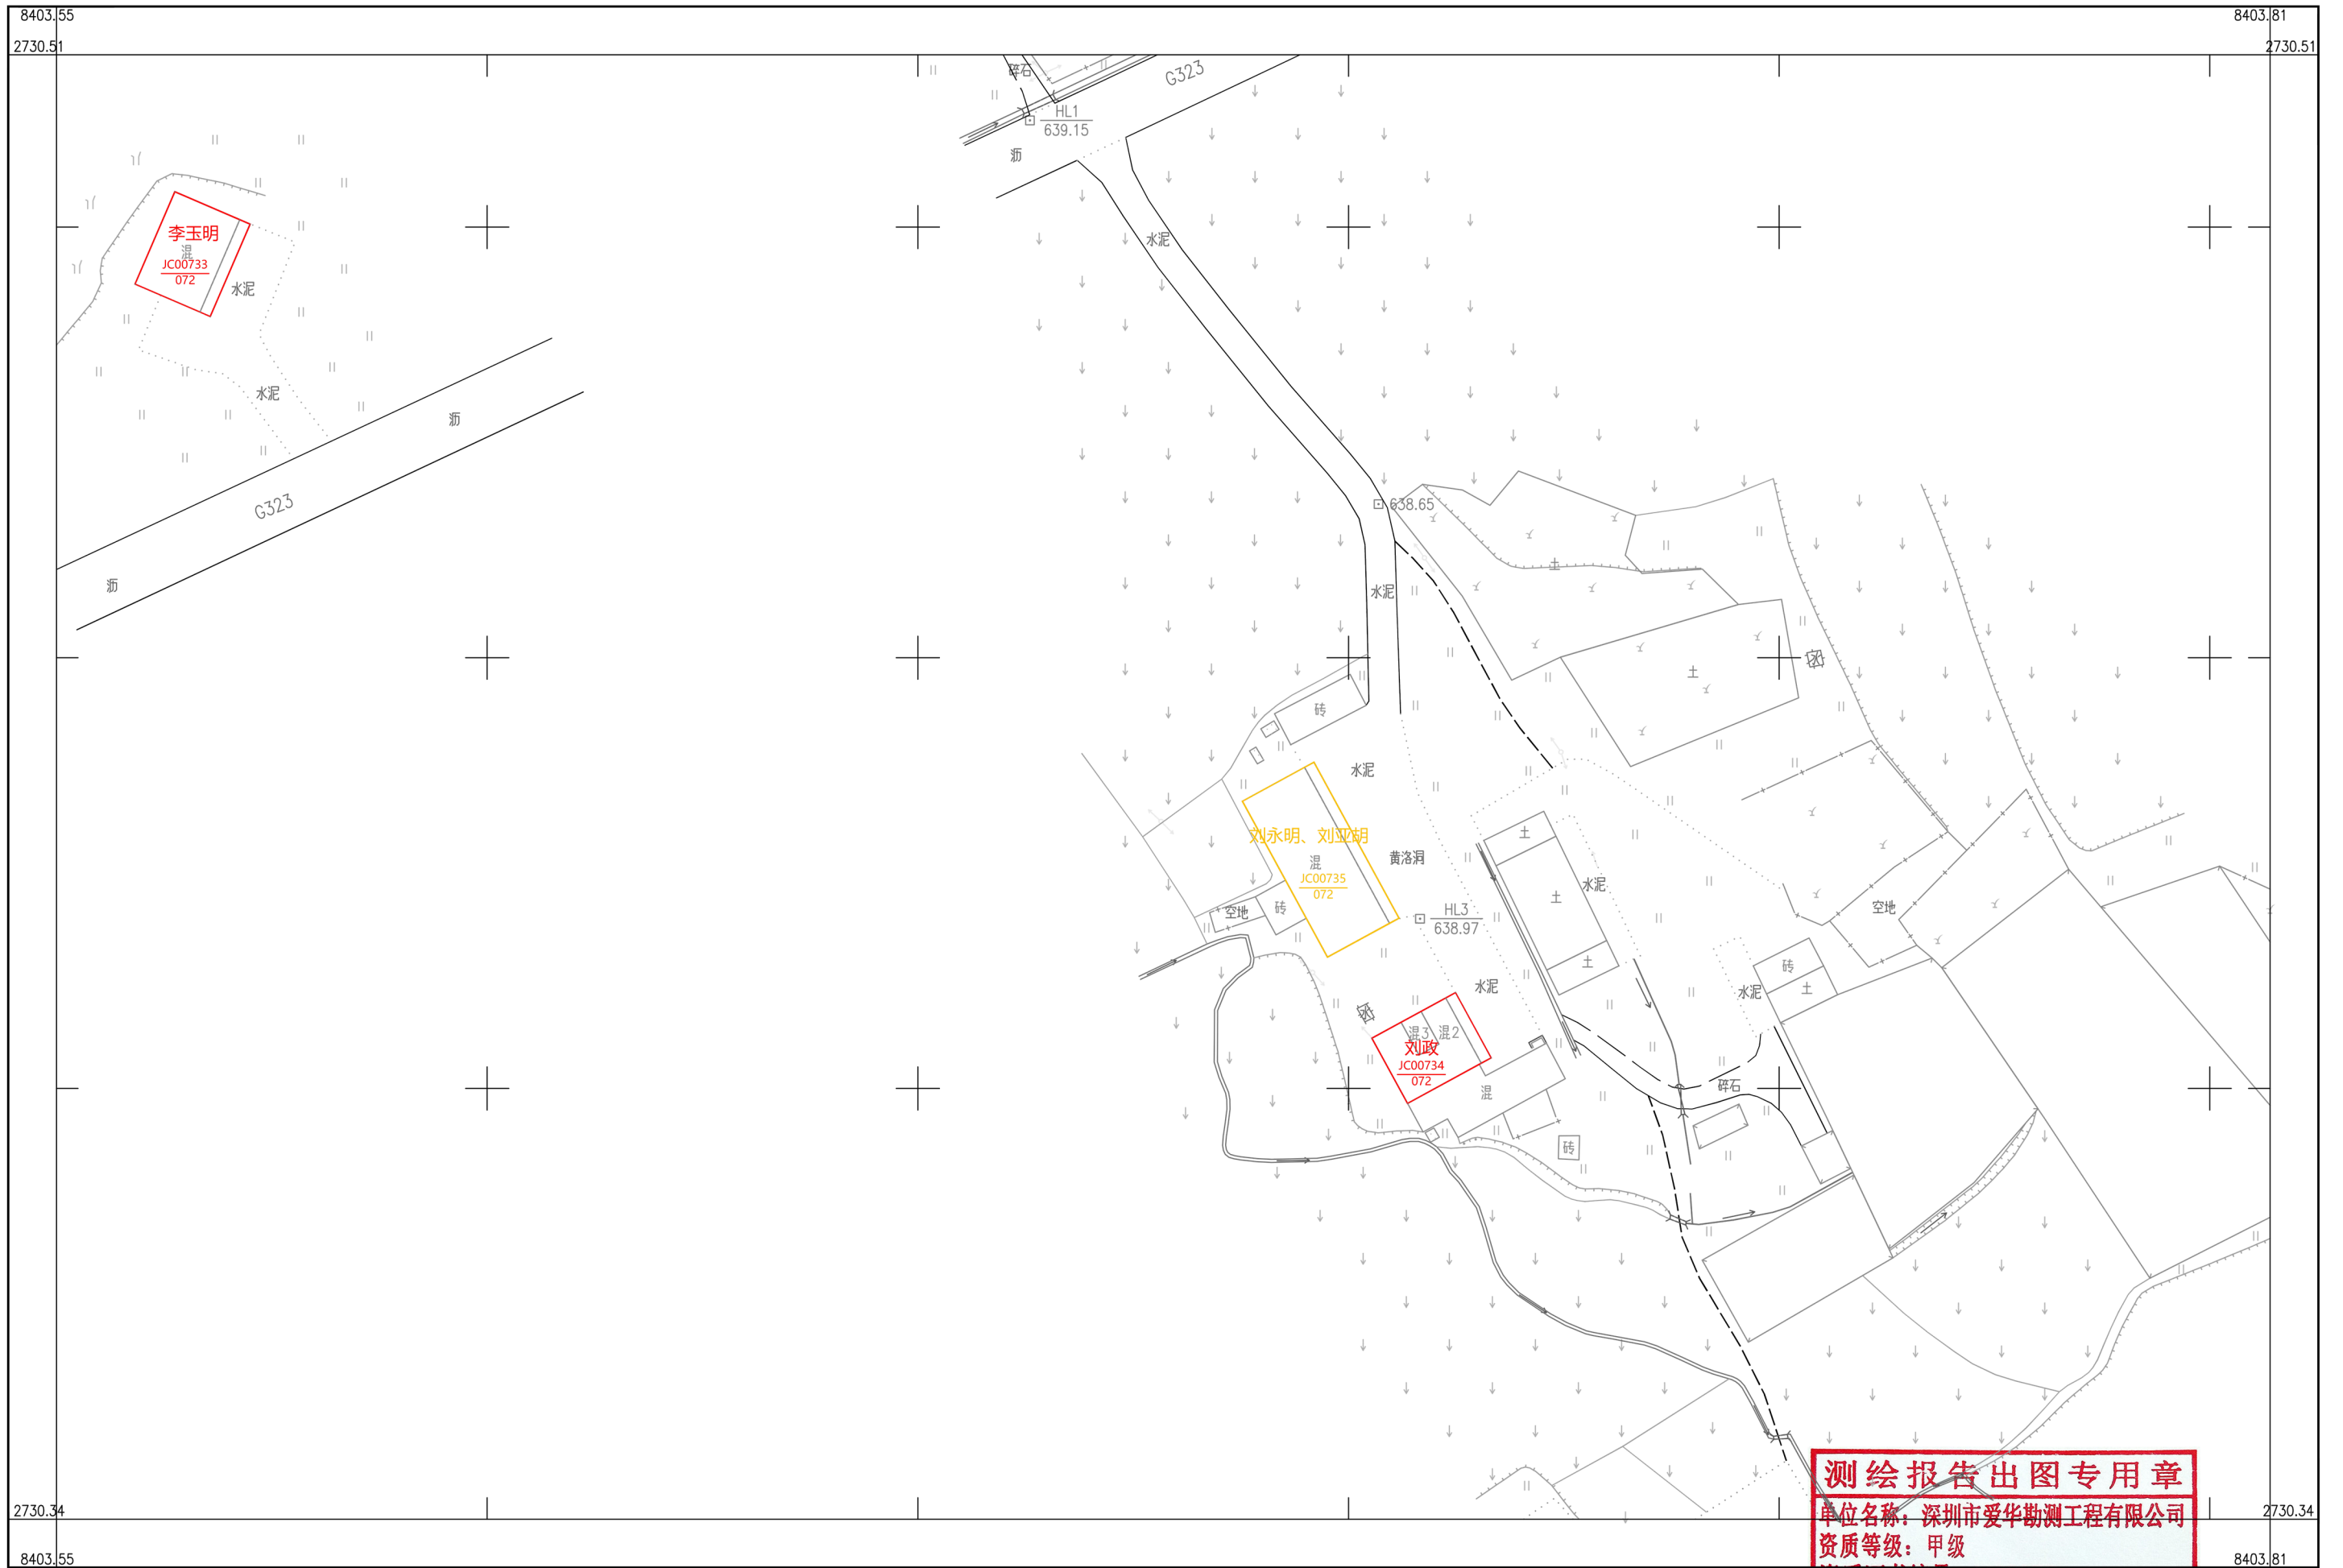 8403.55
8403.81
2730.51
2730.51
碎石
G323
HL1
639.15
沥
李玉明
混
JC00733
072
水泥
水泥
水泥
沥
G323
沥
638.65
土
水泥
土
砖
水泥
刘永明、刘亚胡
混
JC00735
072
黄洛洞
土
水泥
土
土
空地
砖
HL3
638.97
空地
水泥
砖
土
水泥
混3
混2
刘政
JC00734
072
混
碎石
砖
测绘报告出图专用章
单位名称：深圳市爱华勘测工程有限公司
资质等级：甲级
2730.34
2730.34
8403.55
8403.81